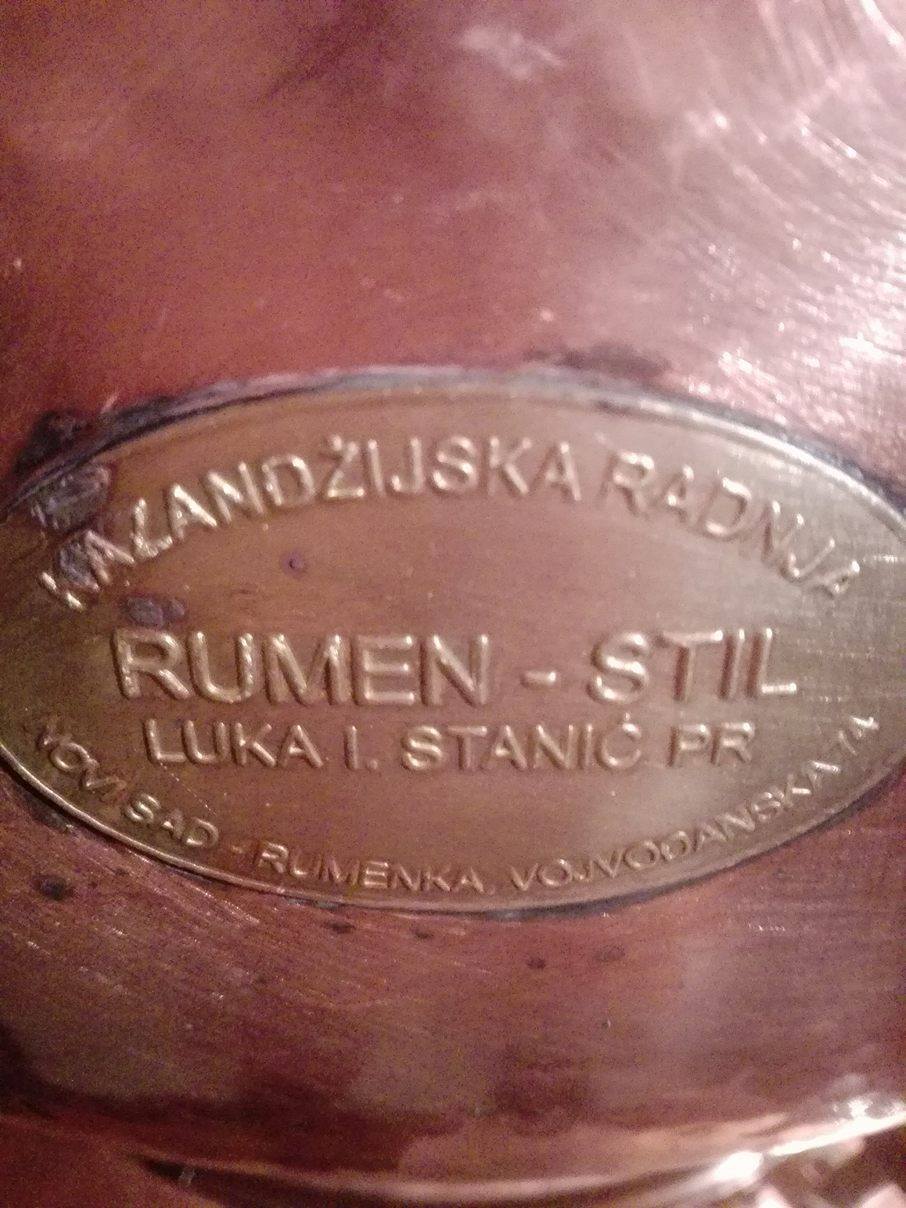 KAZANDŽIJSKA RADNJA
RUMEN - STIL
LUKA I. STANIĆ PR
NOVI SAD - RUMENKA, VOJVOĐANSKA 74